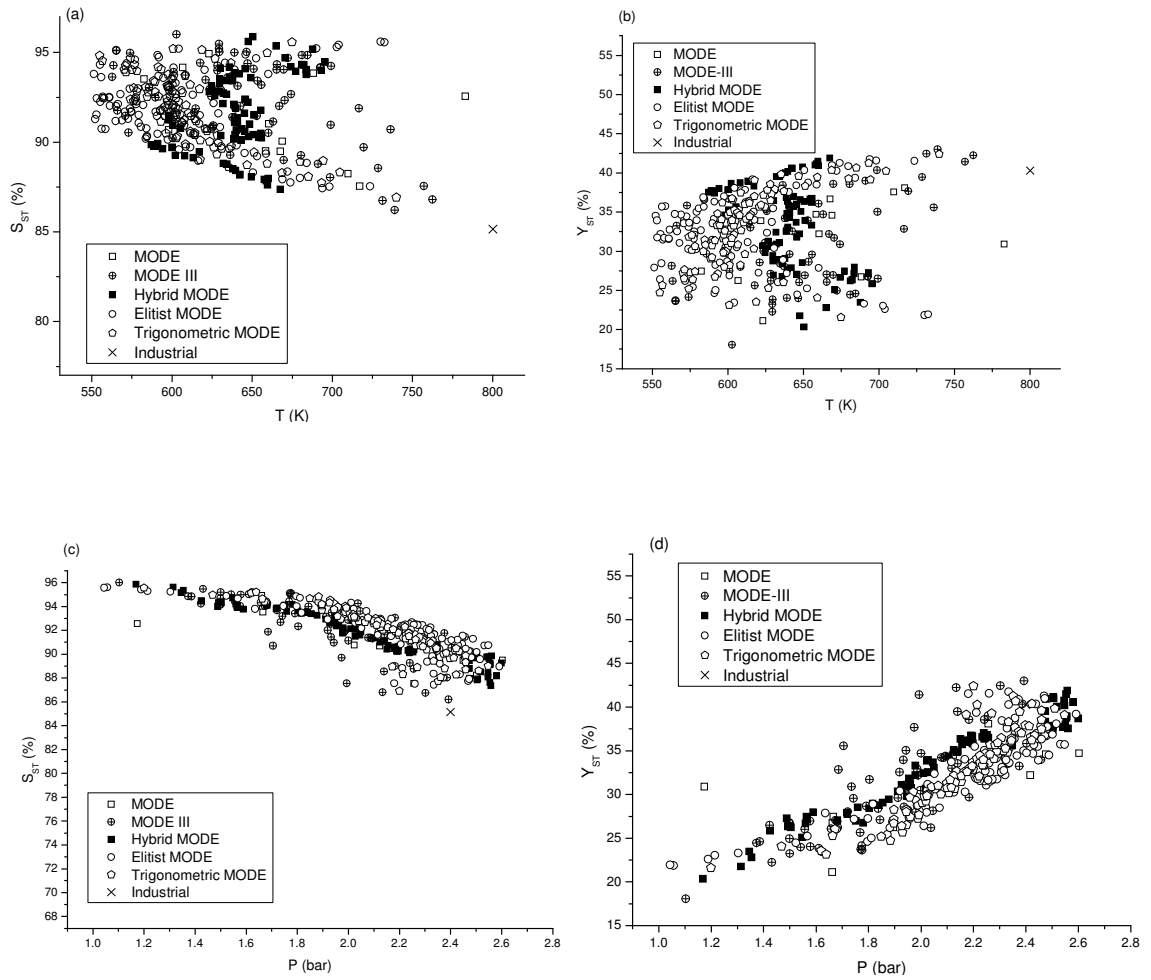 (a)
95
90
85
80
S_ST (%)
MODE
MODE III
Hybrid MODE
Elitist MODE
Trigonometric MODE
Industrial
550 600 650 700 750 800
T (K)
(b)
55
50
45
40
35
30
25
20
15
Y_ST (%)
MODE
MODE-III
Hybrid MODE
Elitist MODE
Trigonometric MODE
Industrial
550 600 650 700 750 800
T (K)
(c)
96
94
92
90
88
86
84
82
80
78
76
74
72
70
68
S_ST (%)
MODE
MODE III
Hybrid MODE
Elitist MODE
Trigonometric MODE
Industrial
1.0 1.2 1.4 1.6 1.8 2.0 2.2 2.4 2.6 2.8
P (bar)
(d)
55
50
45
40
35
30
25
20
15
Y_ST (%)
MODE
MODE-III
Hybrid MODE
Elitist MODE
Trigonometric MODE
Industrial
1.0 1.2 1.4 1.6 1.8 2.0 2.2 2.4 2.6 2.8
P (bar)